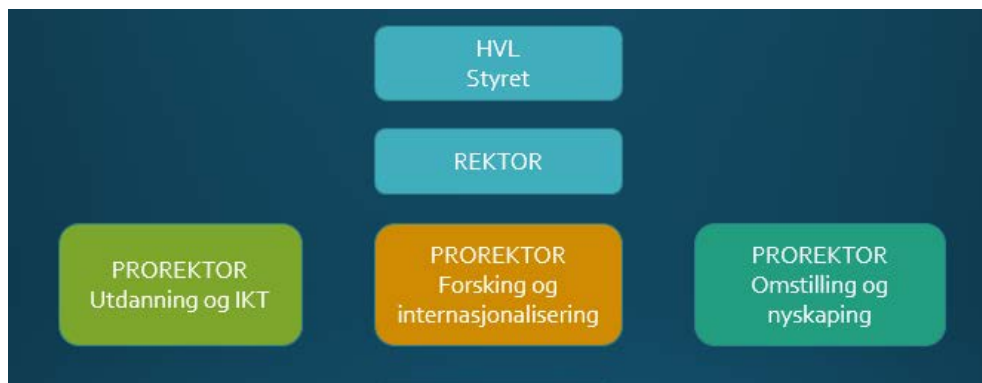 HVL
Styret
REKTOR
PROREKTOR
Utdanning og IKT
PROREKTOR
Forsking og
internasjonalisering
PROREKTOR
Omstilling og
nyskaping